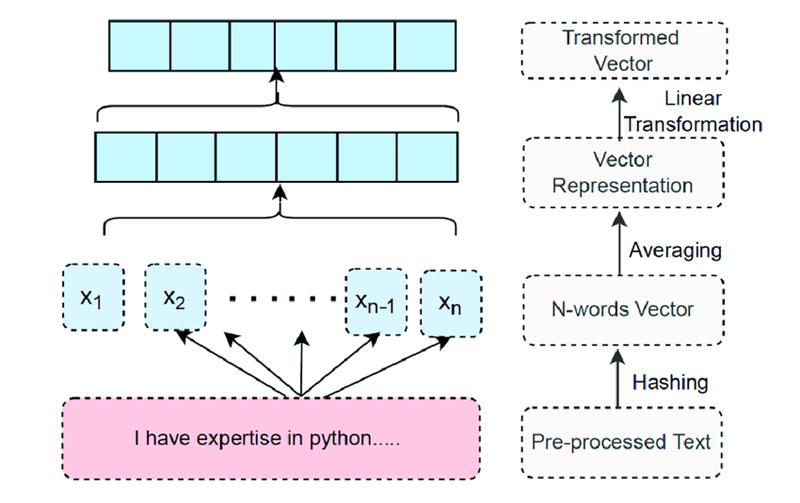 x1
x2
xn-1
xn
I have expertise in python.....
Transformed
Vector
Linear
Transformation
Vector
Representation
Averaging
N-words Vector
Hashing
Pre-processed Text